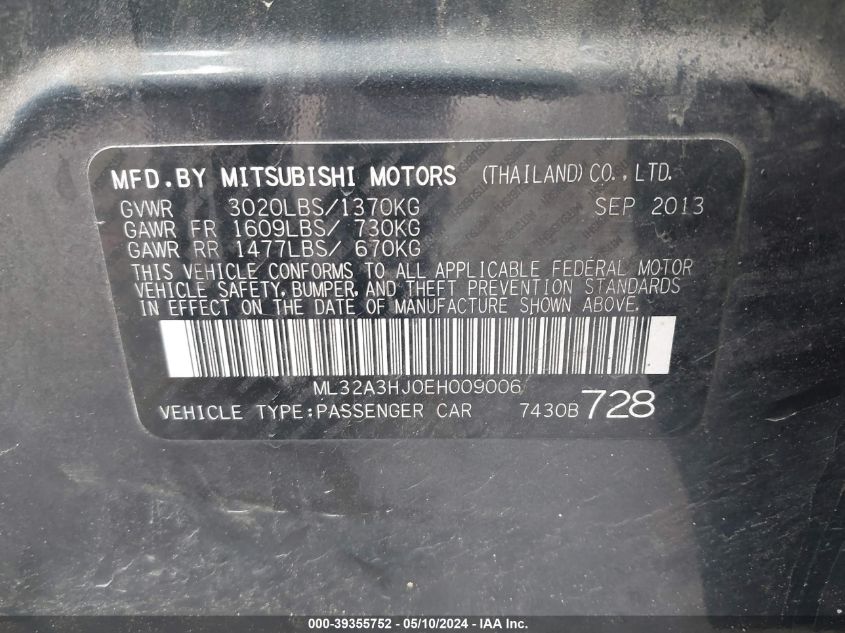 MFD.BY MITSUBISHI MOTORS (THAILAND) CO., LTD.
GVWR 3020LBS/1370KG SEP 2013
GAWR FR 1609LBS/ 730KG
GAWR RR 1477LBS/ 670KG
THIS VEHICLE CONFORMS TO ALL APPLICABLE FEDERAL MOTOR
VEHICLE SAFETY, BUMPER, AND THEFT PREVENTION STANDARDS
IN EFFECT ON THE DATE OF MANUFACTURE SHOWN ABOVE.
ML32A3HJ0EH009006
VEHICLE TYPE:PASSENGER CAR 7430B 728
000-39355752 - 05/10/2024 - IAA Inc.